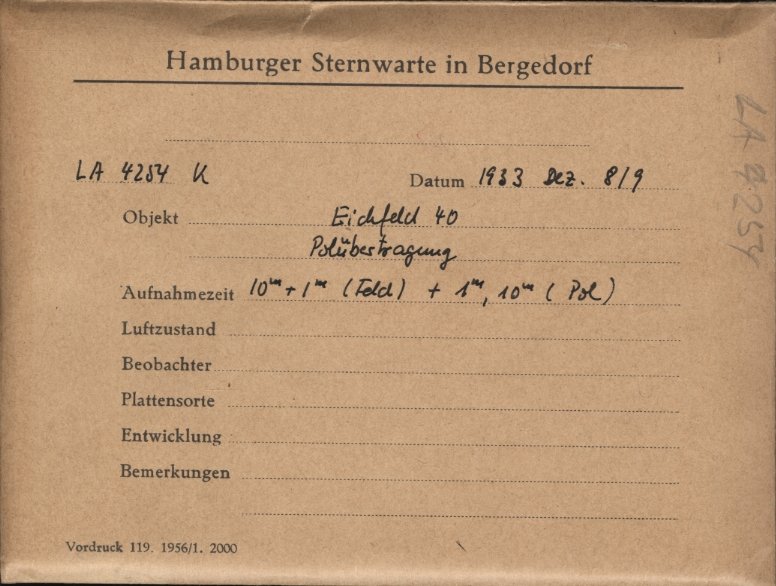 Hamburger Sternwarte in Bergedorf
LA 4254 K
Datum 1933 Dez. 8/9
Objekt Eichfeld 40
Polübertragung
Aufnahmezeit 10ᵐ + 1ᵐ (Feld) + 1ᵐ, 10ᵐ (Pol)
Luftzustand
Beobachter
Plattensorte
Entwicklung
Bemerkungen
Vordruck 119. 1956/1. 2000
LA 4254